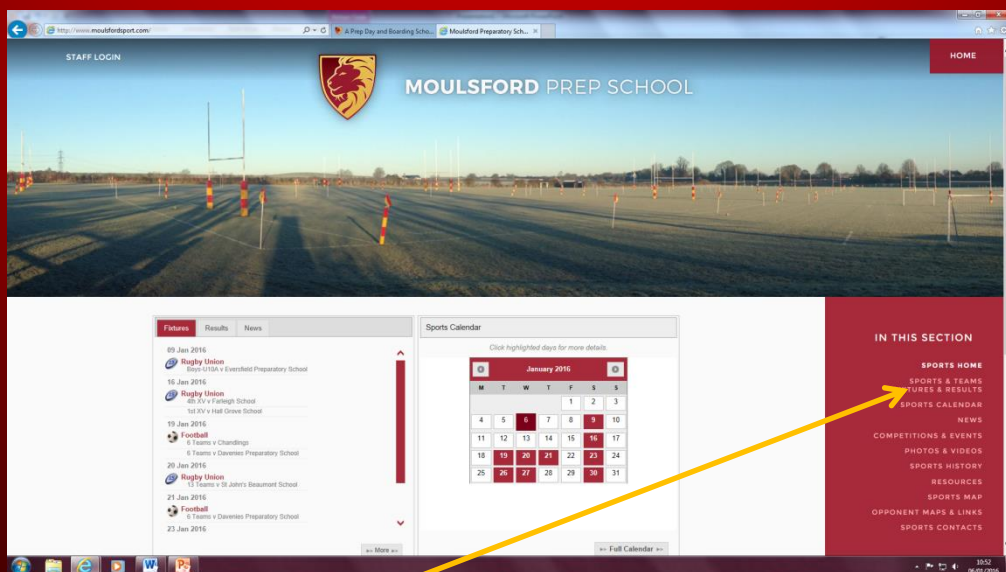 http://www.moulsfordsport.com/
A Prep Day and Boarding Scho...
Moulsford Preparatory Sch...
STAFF LOGIN
HOME
MOULSFORD PREP SCHOOL
Fixtures Results News
09 Jan 2016
Rugby Union
Boys-U10A v Eversfield Preparatory School
16 Jan 2016
Rugby Union
4th XV v Farleigh School
1st XV v Hall Grove School
19 Jan 2016
Football
6 Teams v Chandlings
6 Teams v Davenies Preparatory School
20 Jan 2016
Rugby Union
13 Teams v St John's Beaumont School
21 Jan 2016
Football
6 Teams v Davenies Preparatory School
23 Jan 2016
More
Sports Calendar
Click highlighted days for more details.
January 2016
M T W T F S S
1 2 3
4 5 6 7 8 9 10
11 12 13 14 15 16 17
18 19 20 21 22 23 24
25 26 27 28 29 30 31
Full Calendar
IN THIS SECTION
SPORTS HOME
SPORTS & TEAMS
TURES & RESULTS
SPORTS CALENDAR
NEWS
COMPETITIONS & EVENTS
PHOTOS & VIDEOS
SPORTS HISTORY
RESOURCES
SPORTS MAP
OPPONENT MAPS & LINKS
SPORTS CONTACTS
10:52
06/01/2016